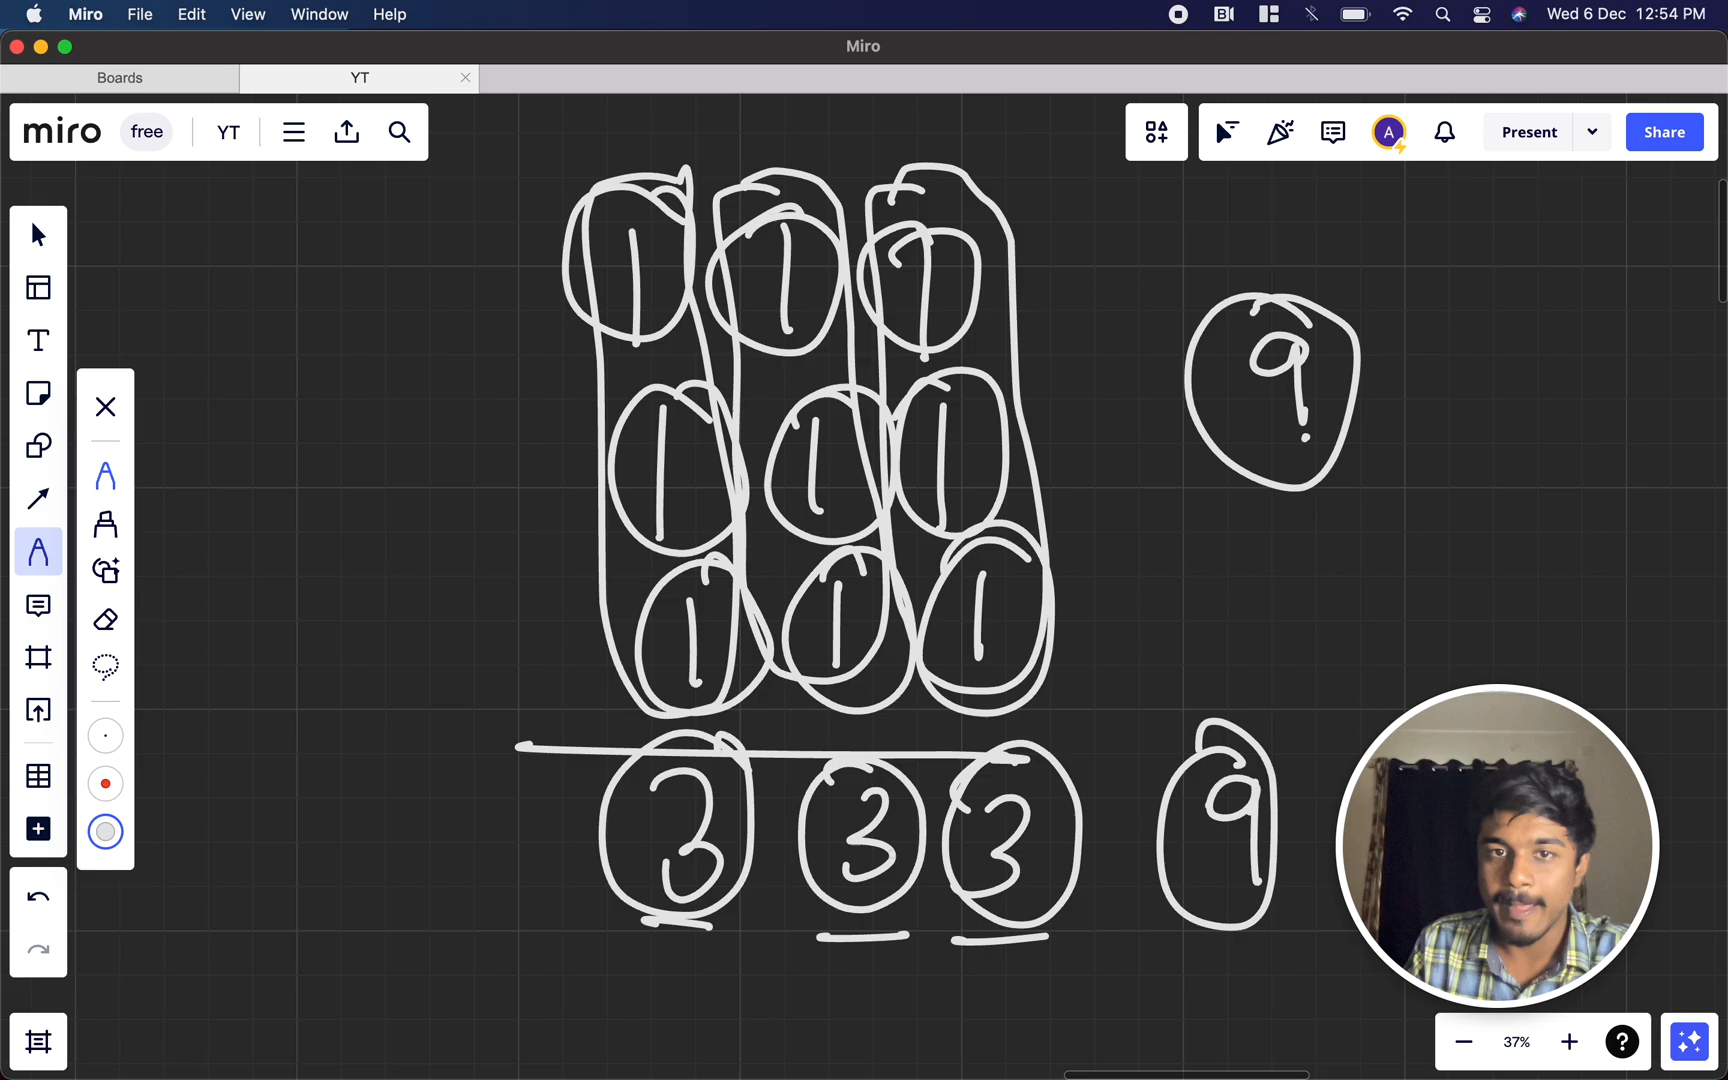 Miro File Edit View Window Help
Wed 6 Dec 12:54 PM
Miro
Boards YT
miro free YT
A Present Share
1 1 1
9
1 1 1
1 1 1
3 3 3 9
37%